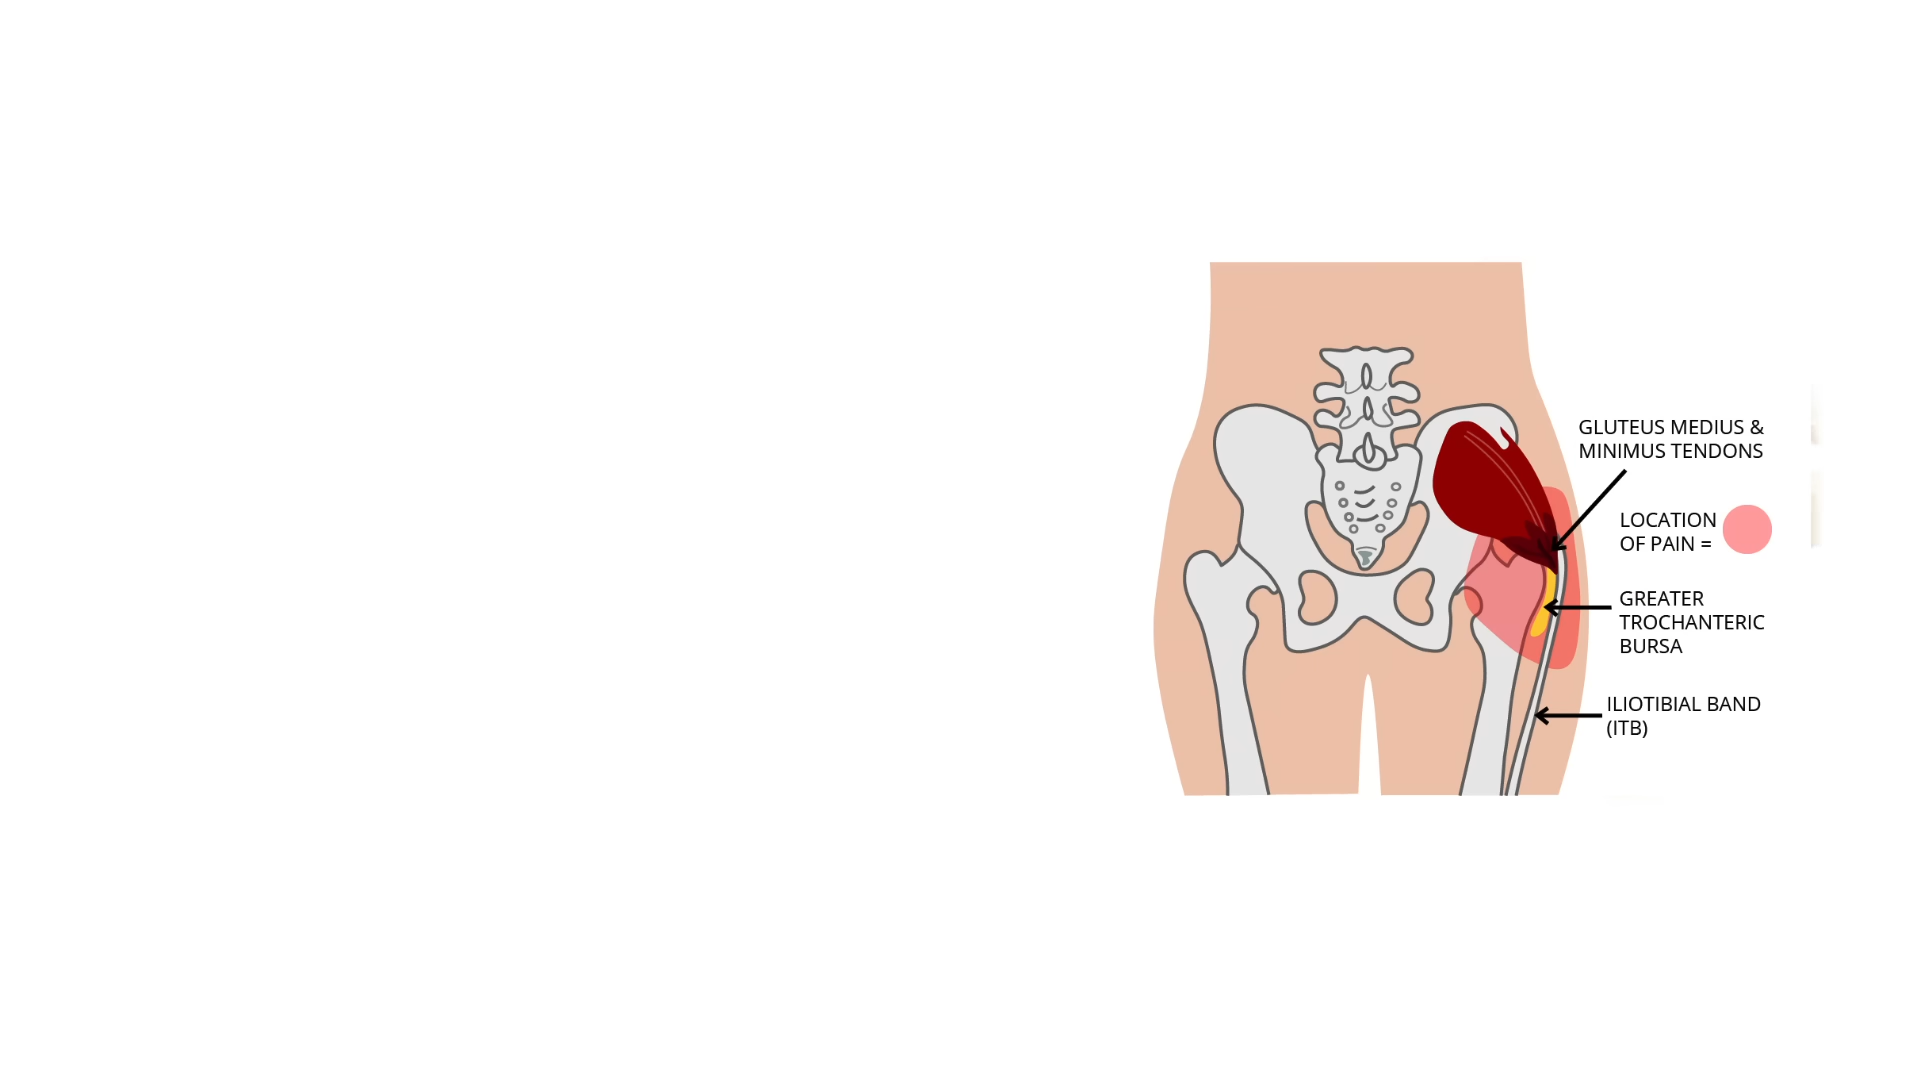 GLUTEUS MEDIUS &
MINIMUS TENDONS
LOCATION
OF PAIN =
GREATER
TROCHANTERIC
BURSA
ILIOTIBIAL BAND
(ITB)